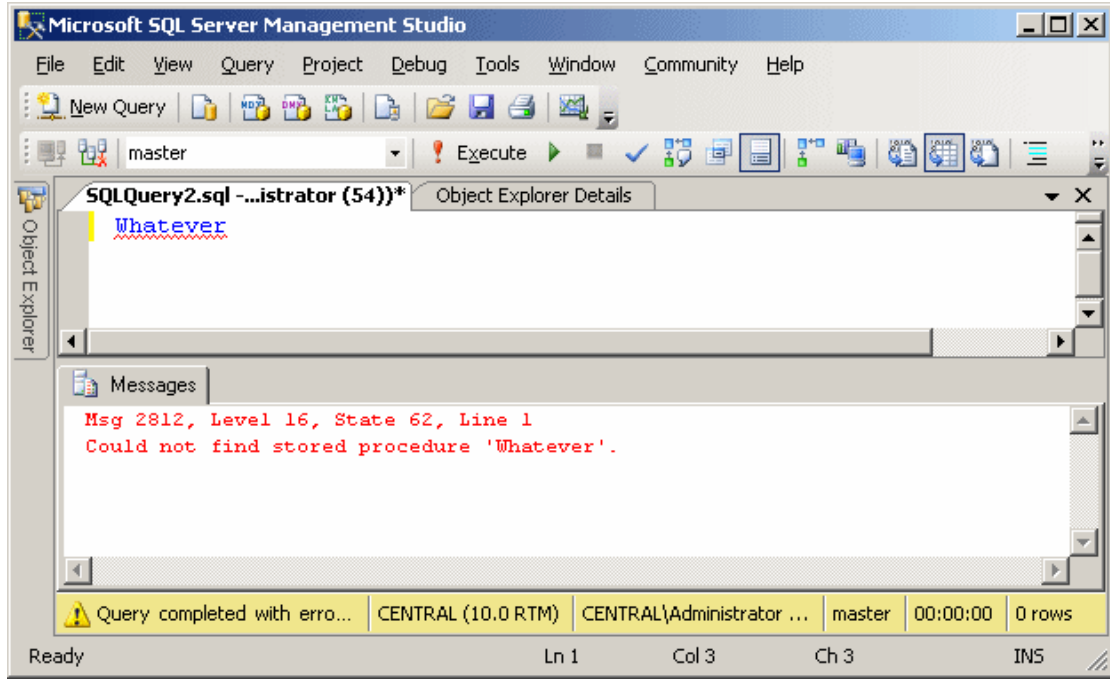 Microsoft SQL Server Management Studio
File Edit View Query Project Debug Tools Window Community Help
New Query
master Execute
SQLQuery2.sql -...istrator (54))* Object Explorer Details
Object Explorer
Whatever
Messages
Msg 2812, Level 16, State 62, Line 1
Could not find stored procedure 'Whatever'.
Query completed with erro... CENTRAL (10.0 RTM) CENTRAL\Administrator ... master 00:00:00 0 rows
Ready Ln 1 Col 3 Ch 3 INS